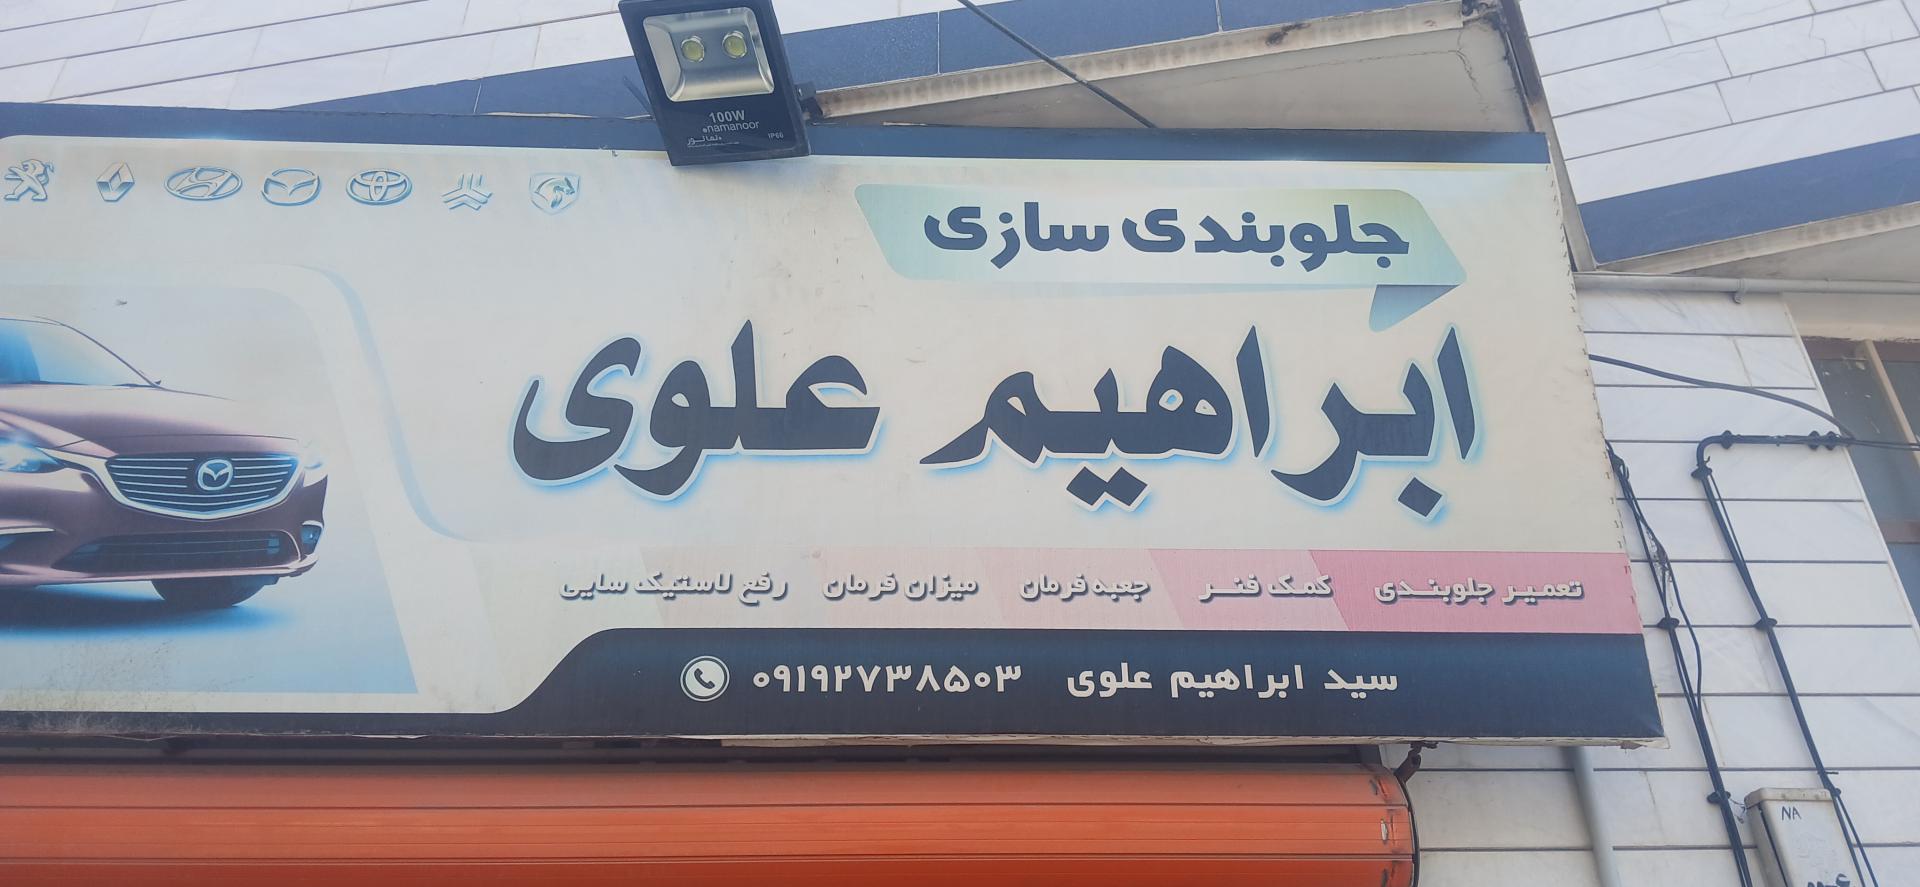 100W
namanoor
نمانور
IP66
جلوبندی سازی
ابراهیم علوی
تعمیر جلوبندی کمک فنر جعبه فرمان میزان فرمان رفع لاستیک سایی
سید ابراهیم علوی ۰۹۱۹۲۷۳۸۵۰۳
NA